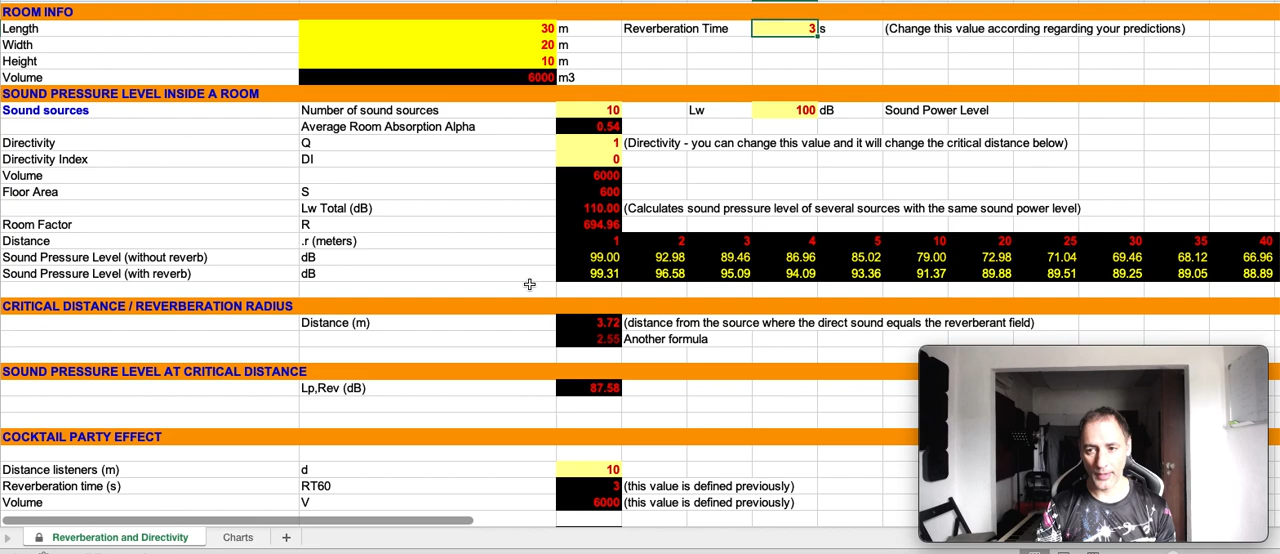 ROOM INFO
Length 30 m Reverberation Time 3 s (Change this value according regarding your predictions)
Width 20 m
Height 10 m
Volume 6000 m3
SOUND PRESSURE LEVEL INSIDE A ROOM
Sound sources Number of sound sources 10 Lw 100 dB Sound Power Level
Average Room Absorption Alpha 0.54
Directivity Q 1 (Directivity - you can change this value and it will change the critical distance below)
Directivity Index DI 0
Volume 6000
Floor Area S 600
Lw Total (dB) 110.00 (Calculates sound pressure level of several sources with the same sound power level)
Room Factor R 694.96
Distance .r (meters) 1 2 3 4 5 10 20 25 30 35 40
Sound Pressure Level (without reverb) dB 99.00 92.98 89.46 86.96 85.02 79.00 72.98 71.04 69.46 68.12 66.96
Sound Pressure Level (with reverb) dB 99.31 96.58 95.09 94.09 93.36 91.37 89.88 89.51 89.25 89.05 88.89
CRITICAL DISTANCE / REVERBERATION RADIUS
Distance (m) 3.72 (distance from the source where the direct sound equals the reverberant field)
2.55 Another formula
SOUND PRESSURE LEVEL AT CRITICAL DISTANCE
Lp,Rev (dB) 87.58
COCKTAIL PARTY EFFECT
Distance listeners (m) d 10
Reverberation time (s) RT60 3 (this value is defined previously)
Volume V 6000 (this value is defined previously)
Reverberation and Directivity Charts +